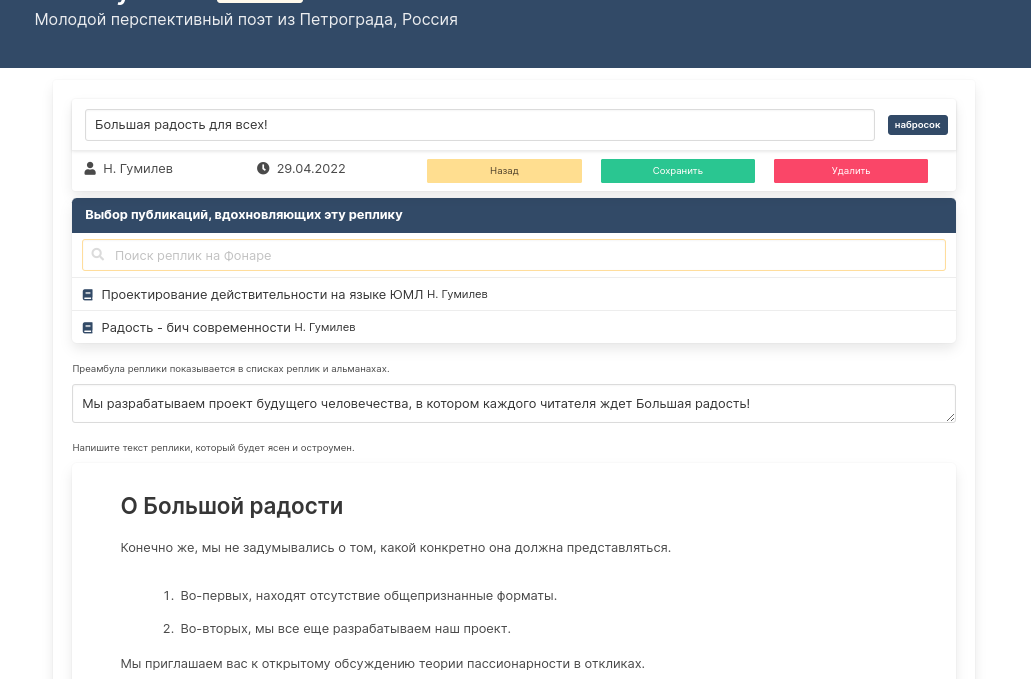 Молодой перспективный поэт из Петрограда, Россия
Большая радость для всех!
набросок
Н. Гумилев
29.04.2022
Назад
Сохранить
Удалить
Выбор публикаций, вдохновляющих эту реплику
Поиск реплик на Фонаре
Проектирование действительности на языке ЮМЛ Н. Гумилев
Радость - бич современности Н. Гумилев
Преамбула реплики показывается в списках реплик и альманахах.
Мы разрабатываем проект будущего человечества, в котором каждого читателя ждет Большая радость!
Напишите текст реплики, который будет ясен и остроумен.
О Большой радости
Конечно же, мы не задумывались о том, какой конкретно она должна представляться.
1. Во-первых, находят отсутствие общепризнанные форматы.
2. Во-вторых, мы все еще разрабатываем наш проект.
Мы приглашаем вас к открытому обсуждению теории пассионарности в откликах.